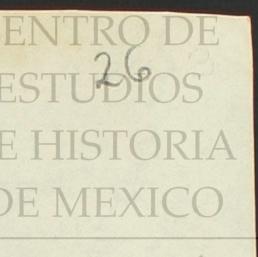 ENTRO DE
26
ESTUDIOS
E HISTORIA
DE MEXICO